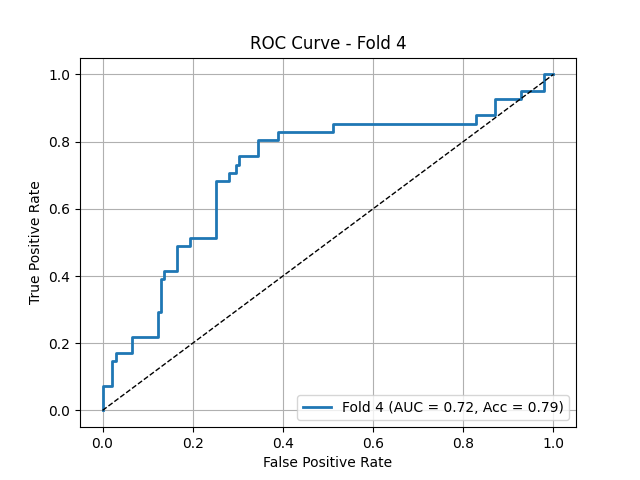 ROC Curve - Fold 4
True Positive Rate
1.0
0.8
0.6
0.4
0.2
0.0
Fold 4 (AUC = 0.72, Acc = 0.79)
0.0 0.2 0.4 0.6 0.8 1.0
False Positive Rate